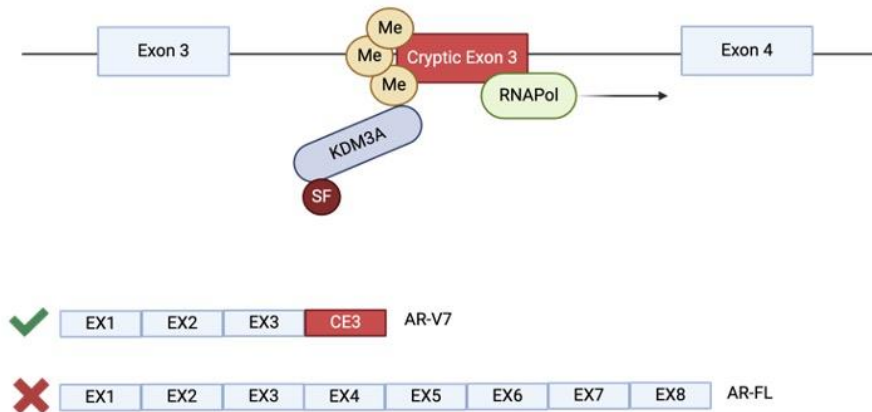 Me
Exon 3
Me
Cryptic Exon 3
Exon 4
Me
RNAPol
KDM3A
SF
EX1 EX2 EX3 CE3 AR-V7
EX1 EX2 EX3 EX4 EX5 EX6 EX7 EX8 AR-FL